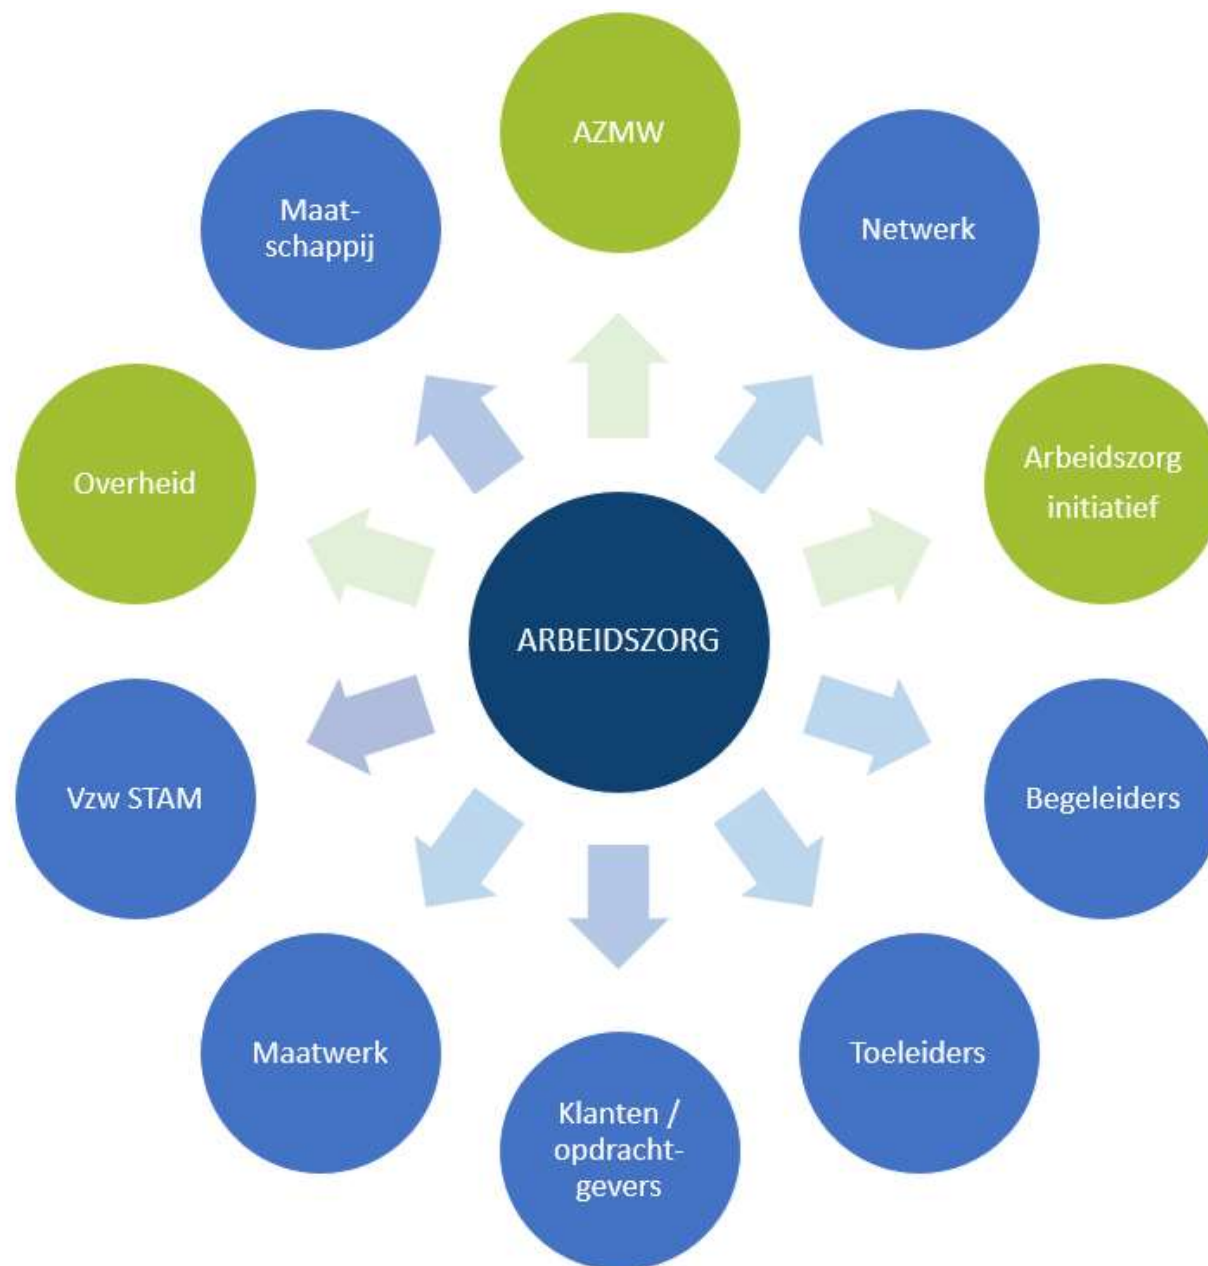 AZMW
Maat-
schappij
Netwerk
Overheid
Arbeidszorg
initiatief
ARBEIDSZORG
Vzw STAM
Begeleiders
Maatwerk
Toeleiders
Klanten /
opdracht-
gevers